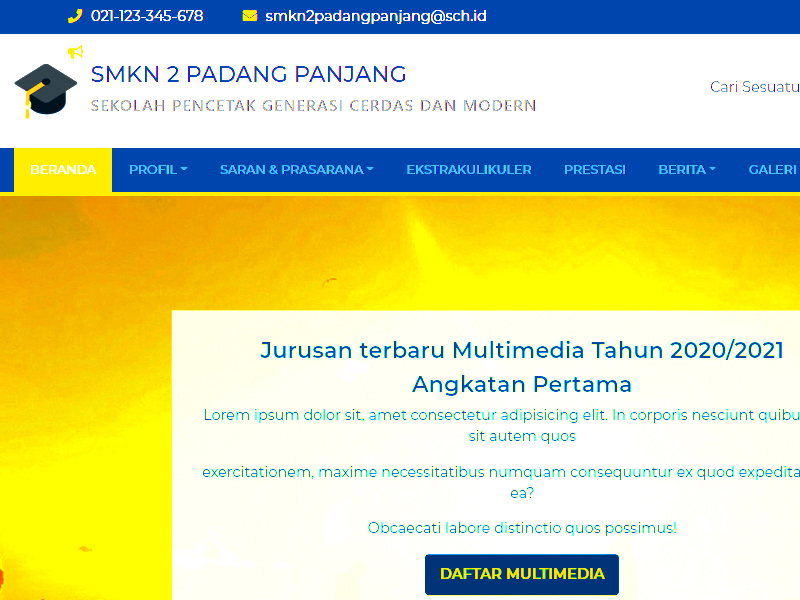 021-123-345-678 smkn2padangpanjang@sch.id
SMKN 2 PADANG PANJANG
SEKOLAH PENCETAK GENERASI CERDAS DAN MODERN
Cari Sesuatu
BERANDA PROFIL SARAN & PRASARANA EKSTRAKULIKULER PRESTASI BERITA GALERI
Jurusan terbaru Multimedia Tahun 2020/2021
Angkatan Pertama
Lorem ipsum dolor sit, amet consectetur adipisicing elit. In corporis nesciunt quibu
sit autem quos
exercitationem, maxime necessitatibus numquam consequuntur ex quod expedita
ea?
Obcaecati labore distinctio quos possimus!
DAFTAR MULTIMEDIA